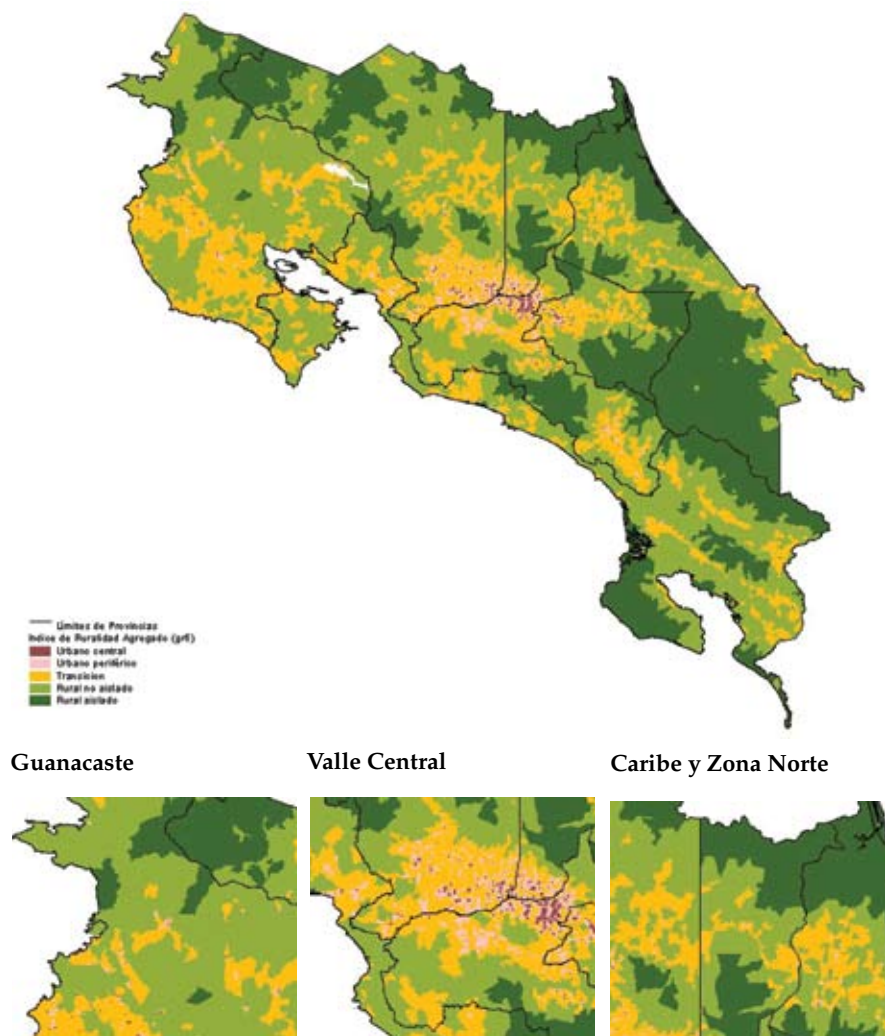 Límites de Provincias
Indice de Ruralidad Agregado (gr5)
Urbano central
Urbano periférico
Transicion
Rural no aislado
Rural aislado
Guanacaste
Valle Central
Caribe y Zona Norte